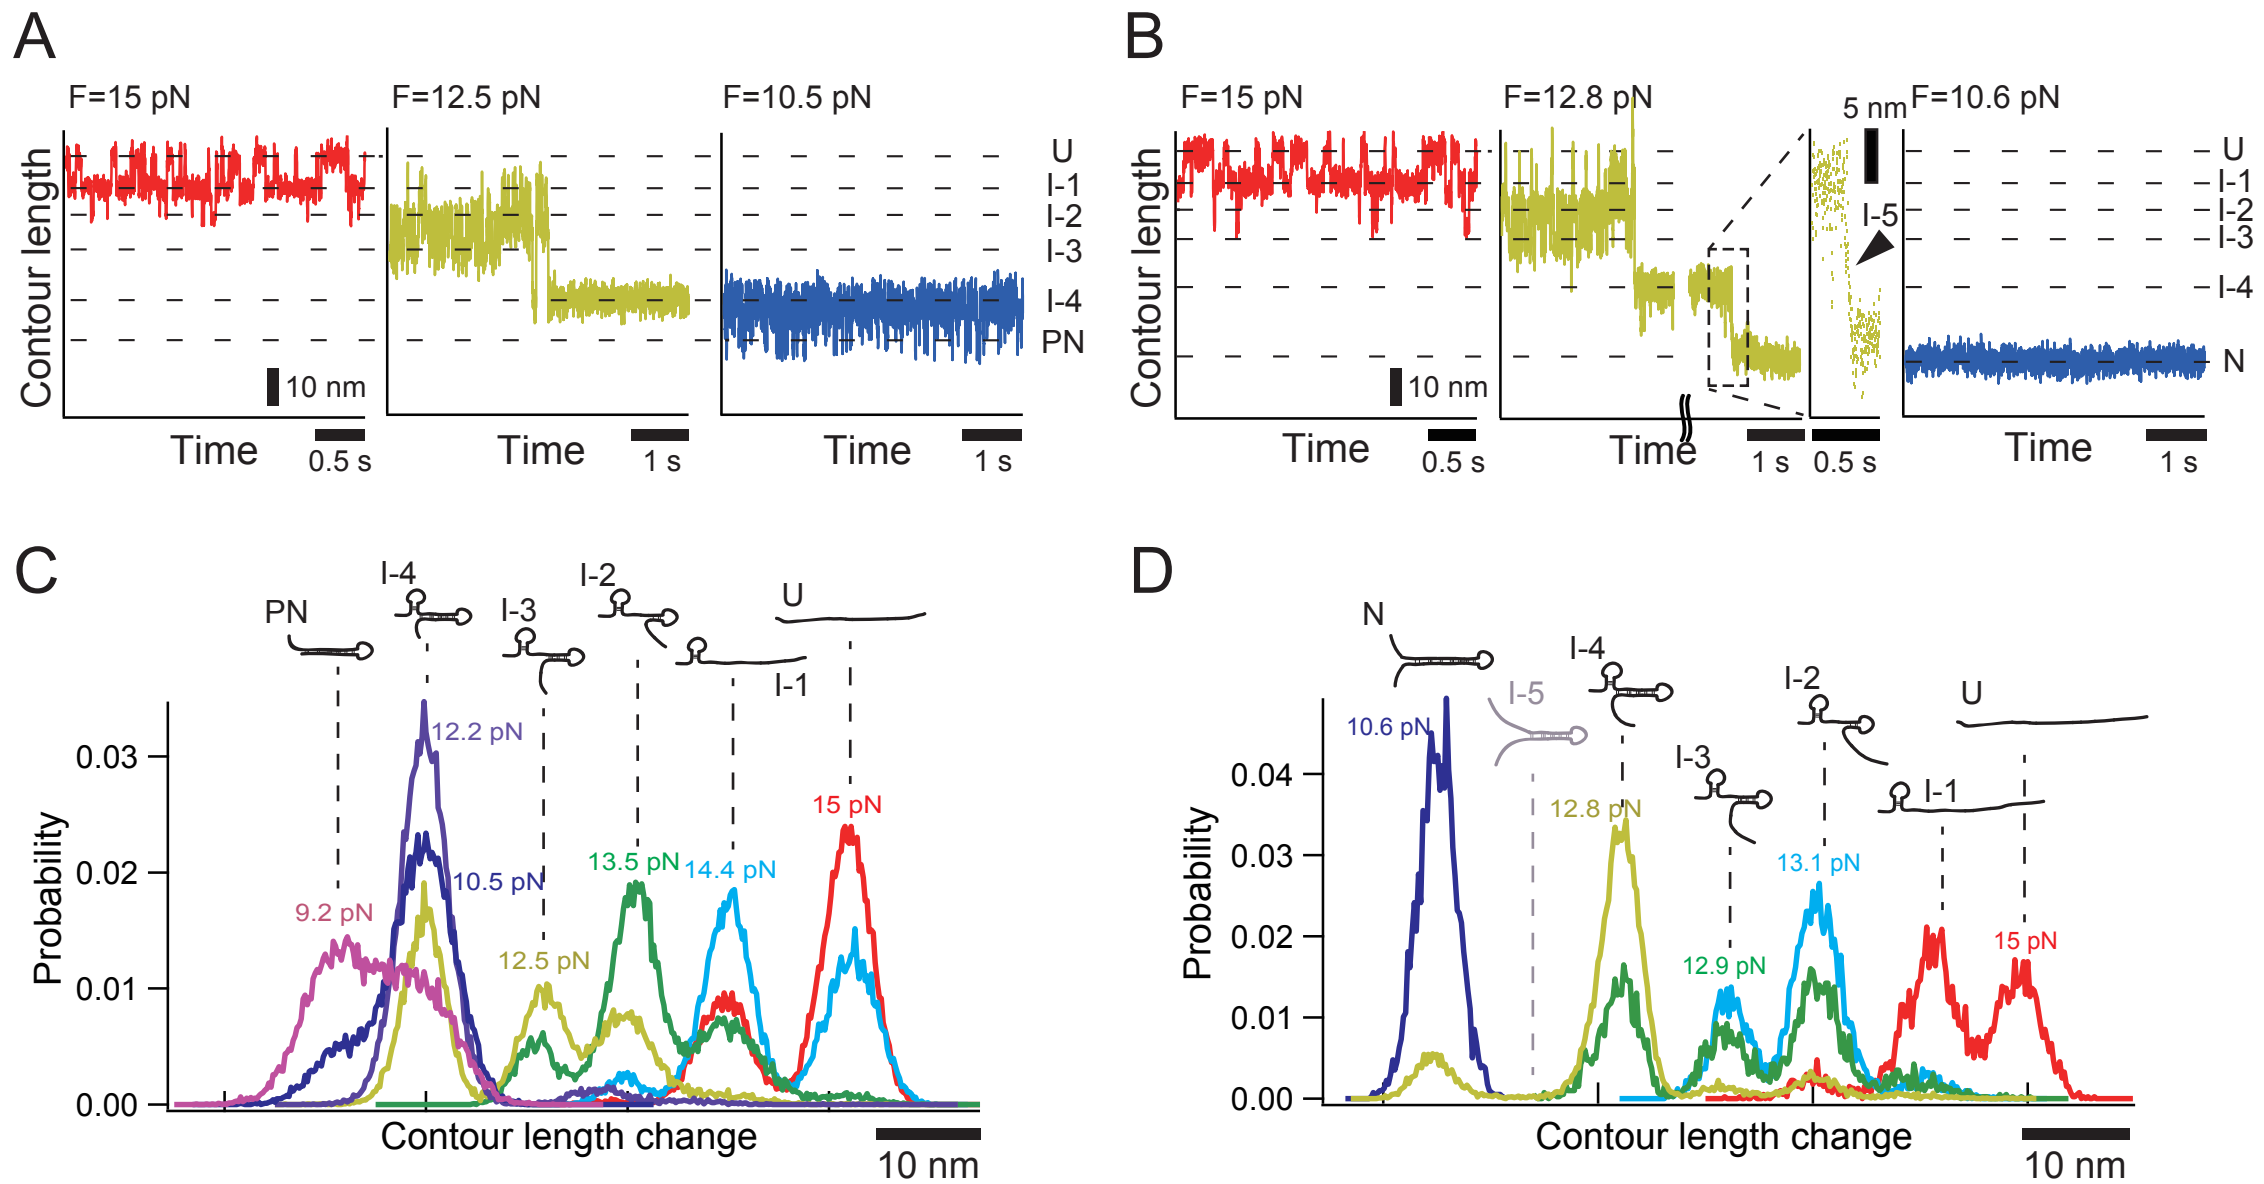 A
F=15 pN
F=12.5 pN
F=10.5 pN
Contour length
U
I-1
I-2
I-3
I-4
PN
10 nm
Time
0.5 s
Time
1 s
Time
1 s
B
F=15 pN
F=12.8 pN
5 nm
F=10.6 pN
Contour length
I-5
U
I-1
I-2
I-3
I-4
N
10 nm
Time
0.5 s
Time
1 s
0.5 s
Time
1 s
C
PN
I-4
I-3
I-2
I-1
U
12.2 pN
10.5 pN
9.2 pN
12.5 pN
13.5 pN
14.4 pN
15 pN
Probability
0.03
0.02
0.01
0.00
Contour length change
10 nm
D
N
I-5
I-4
I-3
I-2
I-1
U
10.6 pN
12.8 pN
12.9 pN
13.1 pN
15 pN
Probability
0.04
0.03
0.02
0.01
0.00
Contour length change
10 nm